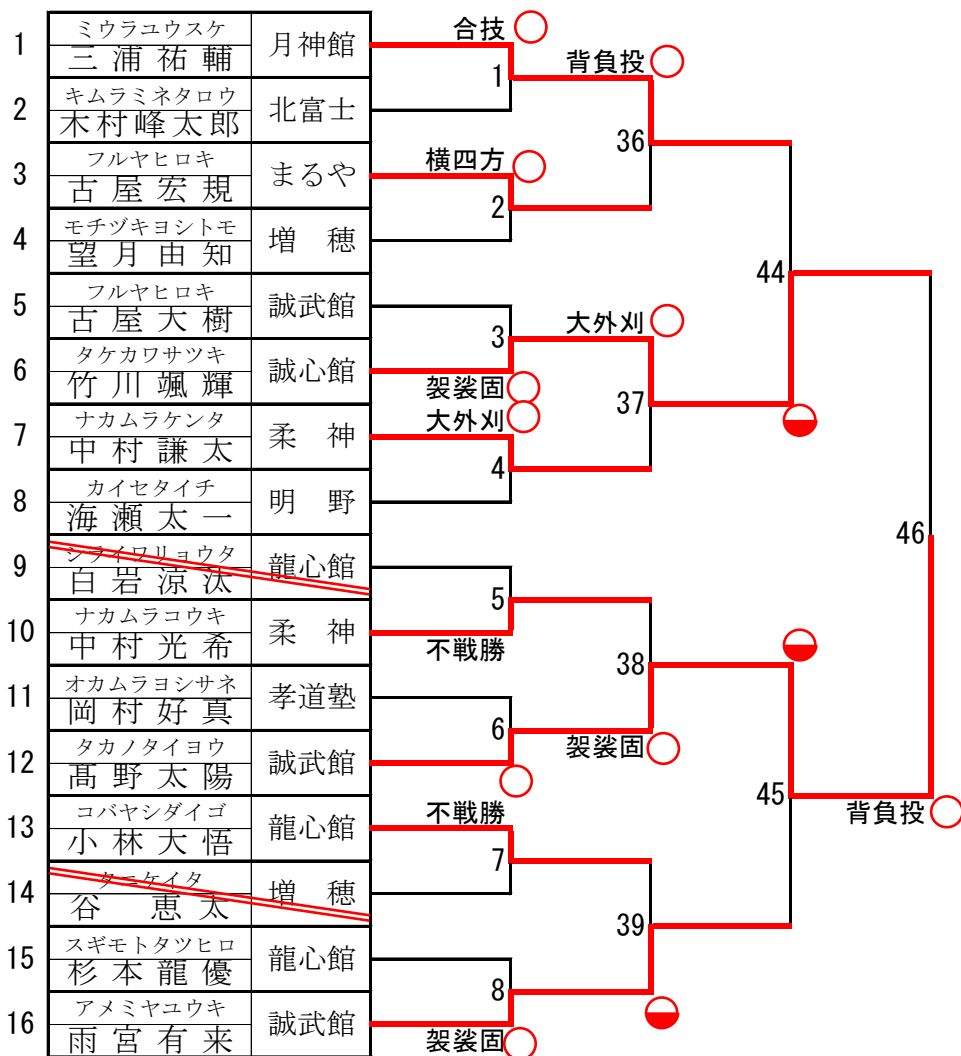 1 ミウラユウスケ
三浦祐輔 月神館
2 キムラミネタロウ
木村峰太郎 北富士
3 フルヤヒロキ
古屋宏規 まるや
4 モチヅキヨシトモ
望月由知 増穂
5 フルヤヒロキ
古屋大樹 誠武館
6 タケカワサツキ
竹川颯輝 誠心館
7 ナカムラケンタ
中村謙太 柔神
8 カイセタイチ
海瀬太一 明野
9 シライワリョウタ
白岩涼汰 龍心館
10 ナカムラコウキ
中村光希 柔神
11 オカムラヨシサネ
岡村好真 孝道塾
12 タカノタイヨウ
髙野太陽 誠武館
13 コバヤシダイゴ
小林大悟 龍心館
14 タニケイタ
谷恵太 増穂
15 スギモトタツヒロ
杉本龍優 龍心館
16 アメミヤユウキ
雨宮有来 誠武館
合技
1
横四方
2
3
袈裟固
大外刈
4
5
不戦勝
6
不戦勝
7
8
袈裟固
背負投
36
大外刈
37
38
袈裟固
39
44
45
46
背負投